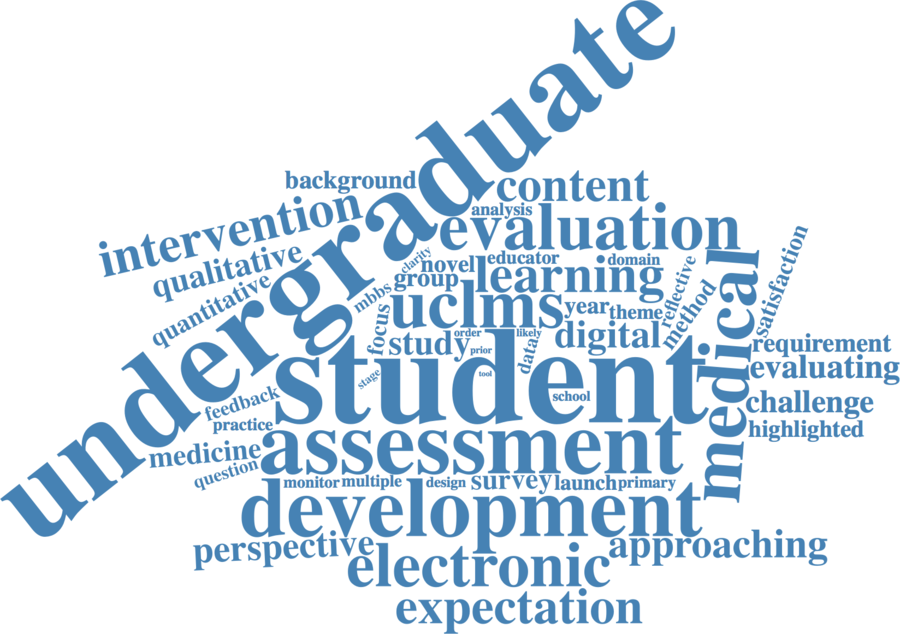 undergraduate
background
content
intervention
analysis
evaluation
qualitative
clarity
novel
educator
domain
satisfaction
quantitative
mbbs
group
learning
reflective
method
medical
focus
uclms
year
theme
study
order
prior
likely
data
digital
requirement
stage
student
tool
school
evaluating
feedback
practice
challenge
highlighted
medicine
assessment
question
monitor
multiple
design
survey
launch
primary
development
perspective
electronic
approaching
expectation